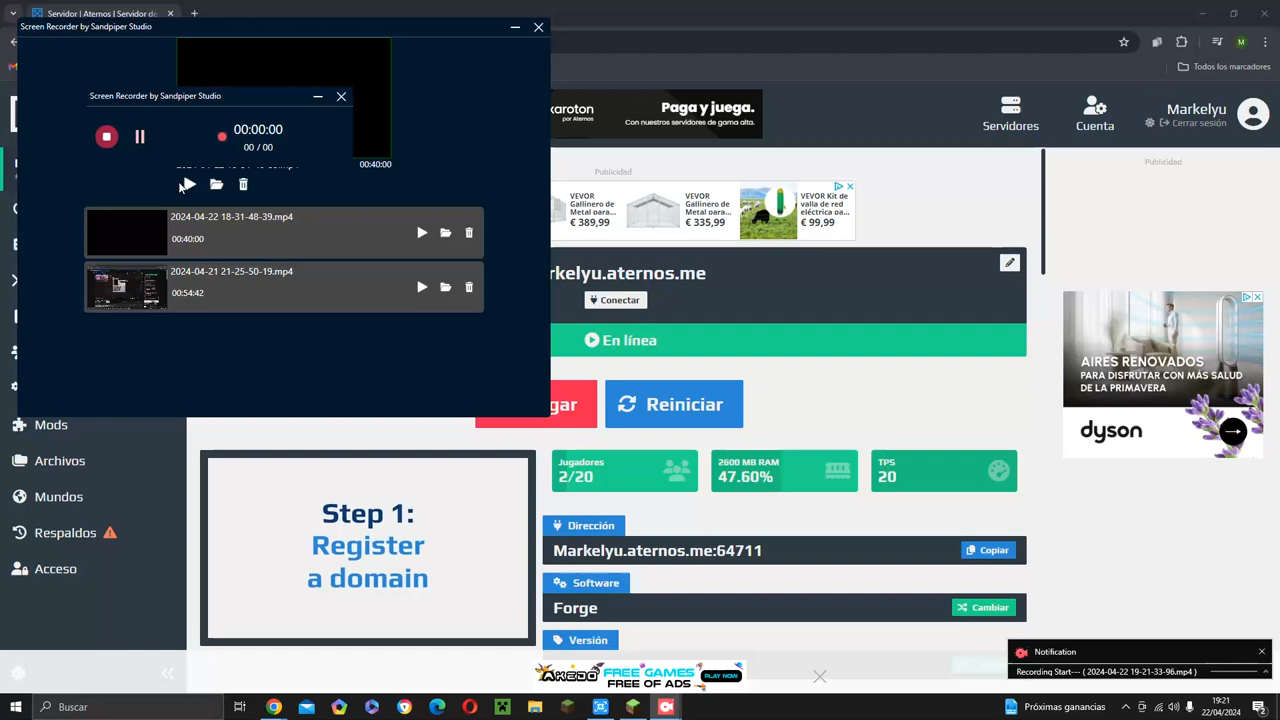 Servidor | Aternos | Servidor de
Screen Recorder by Sandpiper Studio
Todos los marcadores
Screen Recorder by Sandpiper Studio
00:00:00
00 / 00
00:40:00
karoton
por Aternos
Paga y juega.
Con nuestros servidores de gama alta.
Servidores
Cuenta
Markelyu
Cerrar sesión
Publicidad
Publicidad
2024-04-22 18-31-48-39.mp4
00:40:00
2024-04-21 21-25-50-19.mp4
00:54:42
VEVOR
Gallinero de
Metal para...
€ 389,99
VEVOR
Gallinero de
Metal para...
€ 335,99
VEVOR Kit de
valla de red
eléctrica pa...
€ 99,99
rkelyu.aternos.me
Conectar
En línea
gar
Reiniciar
AIRES RENOVADOS
PARA DISFRUTAR CON MÁS SALUD
DE LA PRIMAVERA
dyson
Mods
Archivos
Mundos
Respaldos
Acceso
Step 1:
Register
a domain
Jugadores
2/20
2600 MB RAM
47.60%
TPS
20
Dirección
Markelyu.aternos.me:64711
Copiar
Software
Forge
Cambiar
Versión
AKEDO
FREE GAMES
FREE OF ADS
PLAY NOW
Notification
Recording Start--- ( 2024-04-22 19-21-33-96.mp4 )
Buscar
Próximas ganancias
19:21
22/04/2024
2